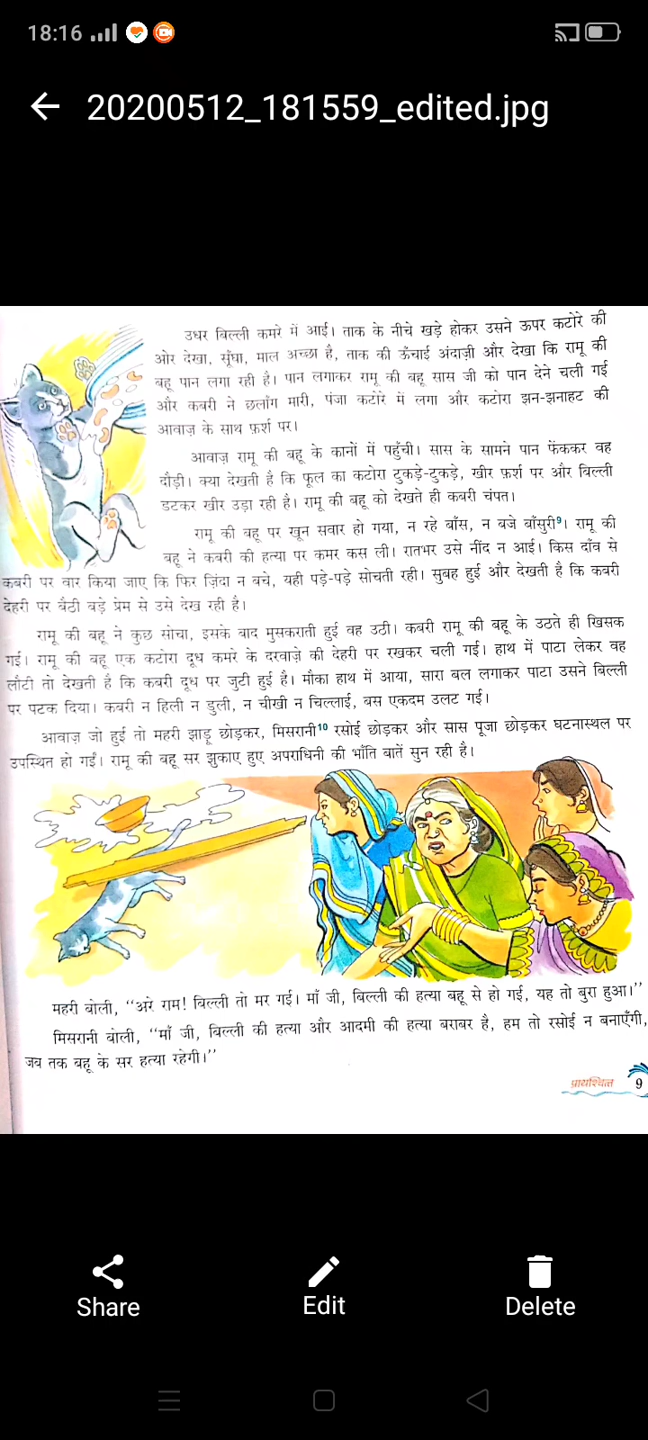 18:16
20200512_181559_edited.jpg
उधर बिल्ली कमरे में आई। ताक के नीचे खड़े होकर उसने ऊपर कटोरे की
ओर देखा, सूँघा, माल अच्छा है, ताक की ऊँचाई अंदाज़ी और देखा कि रामू की
बहू पान लगा रही है। पान लगाकर रामू की बहू सास जी को पान देने चली गई
और कबरी ने छलाँग मारी, पंजा कटोरे में लगा और कटोरा झन-झनाहट की
आवाज़ के साथ फ़र्श पर।
आवाज़ रामू की बहू के कानों में पहुँची। सास के सामने पान फेंककर वह
दौड़ी। क्या देखती है कि फूल का कटोरा टुकड़े-टुकड़े, खीर फ़र्श पर और बिल्ली
डटकर खीर उड़ा रही है। रामू की बहू को देखते ही कबरी चंपत।
रामू की बहू पर खून सवार हो गया, न रहे बाँस, न बजे बाँसुरी⁹। रामू की
बहू ने कबरी की हत्या पर कमर कस ली। रातभर उसे नींद न आई। किस दाँव से
कबरी पर वार किया जाए कि फिर ज़िंदा न बचे, यही पड़े-पड़े सोचती रही। सुबह हुई और देखती है कि कबरी
देहरी पर बैठी बड़े प्रेम से उसे देख रही है।
रामू की बहू ने कुछ सोचा, इसके बाद मुसकराती हुई वह उठी। कबरी रामू की बहू के उठते ही खिसक
गई। रामू की बहू एक कटोरा दूध कमरे के दरवाज़े की देहरी पर रखकर चली गई। हाथ में पाटा लेकर वह
लौटी तो देखती है कि कबरी दूध पर जुटी हुई है। मौका हाथ में आया, सारा बल लगाकर पाटा उसने बिल्ली
पर पटक दिया। कबरी न हिली न डुली, न चीखी न चिल्लाई, बस एकदम उलट गई।
आवाज़ जो हुई तो महरी झाड़ू छोड़कर, मिसरानी¹⁰ रसोई छोड़कर और सास पूजा छोड़कर घटनास्थल पर
उपस्थित हो गईं। रामू की बहू सर झुकाए हुए अपराधिनी की भाँति बातें सुन रही है।
महरी बोली, “अरे राम! बिल्ली तो मर गई। माँ जी, बिल्ली की हत्या बहू से हो गई, यह तो बुरा हुआ।”
मिसरानी बोली, “माँ जी, बिल्ली की हत्या और आदमी की हत्या बराबर है, हम तो रसोई न बनाएँगी,
जब तक बहू के सर हत्या रहेगी।”
प्रायश्चित्त 9
Share Edit Delete